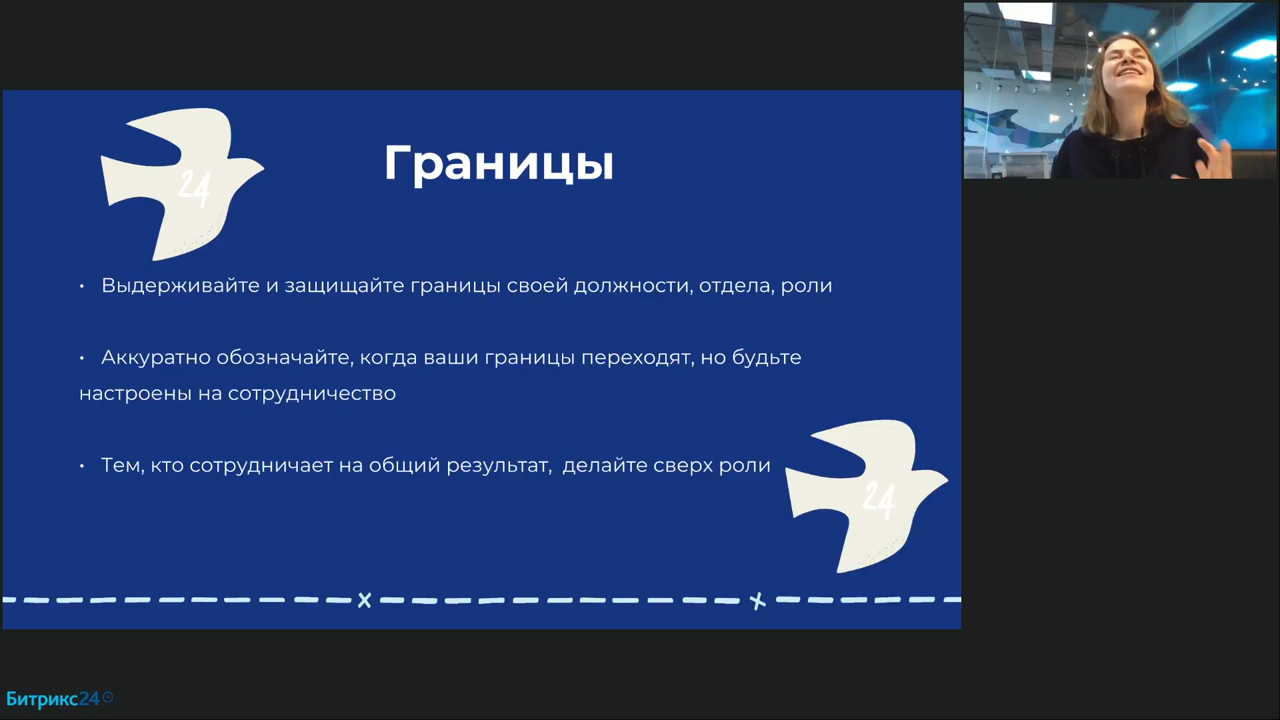 24
Границы
• Выдерживайте и защищайте границы своей должности, отдела, роли
• Аккуратно обозначайте, когда ваши границы переходят, но будьте
настроены на сотрудничество
• Тем, кто сотрудничает на общий результат,  делайте сверх роли
24
Битрикс24